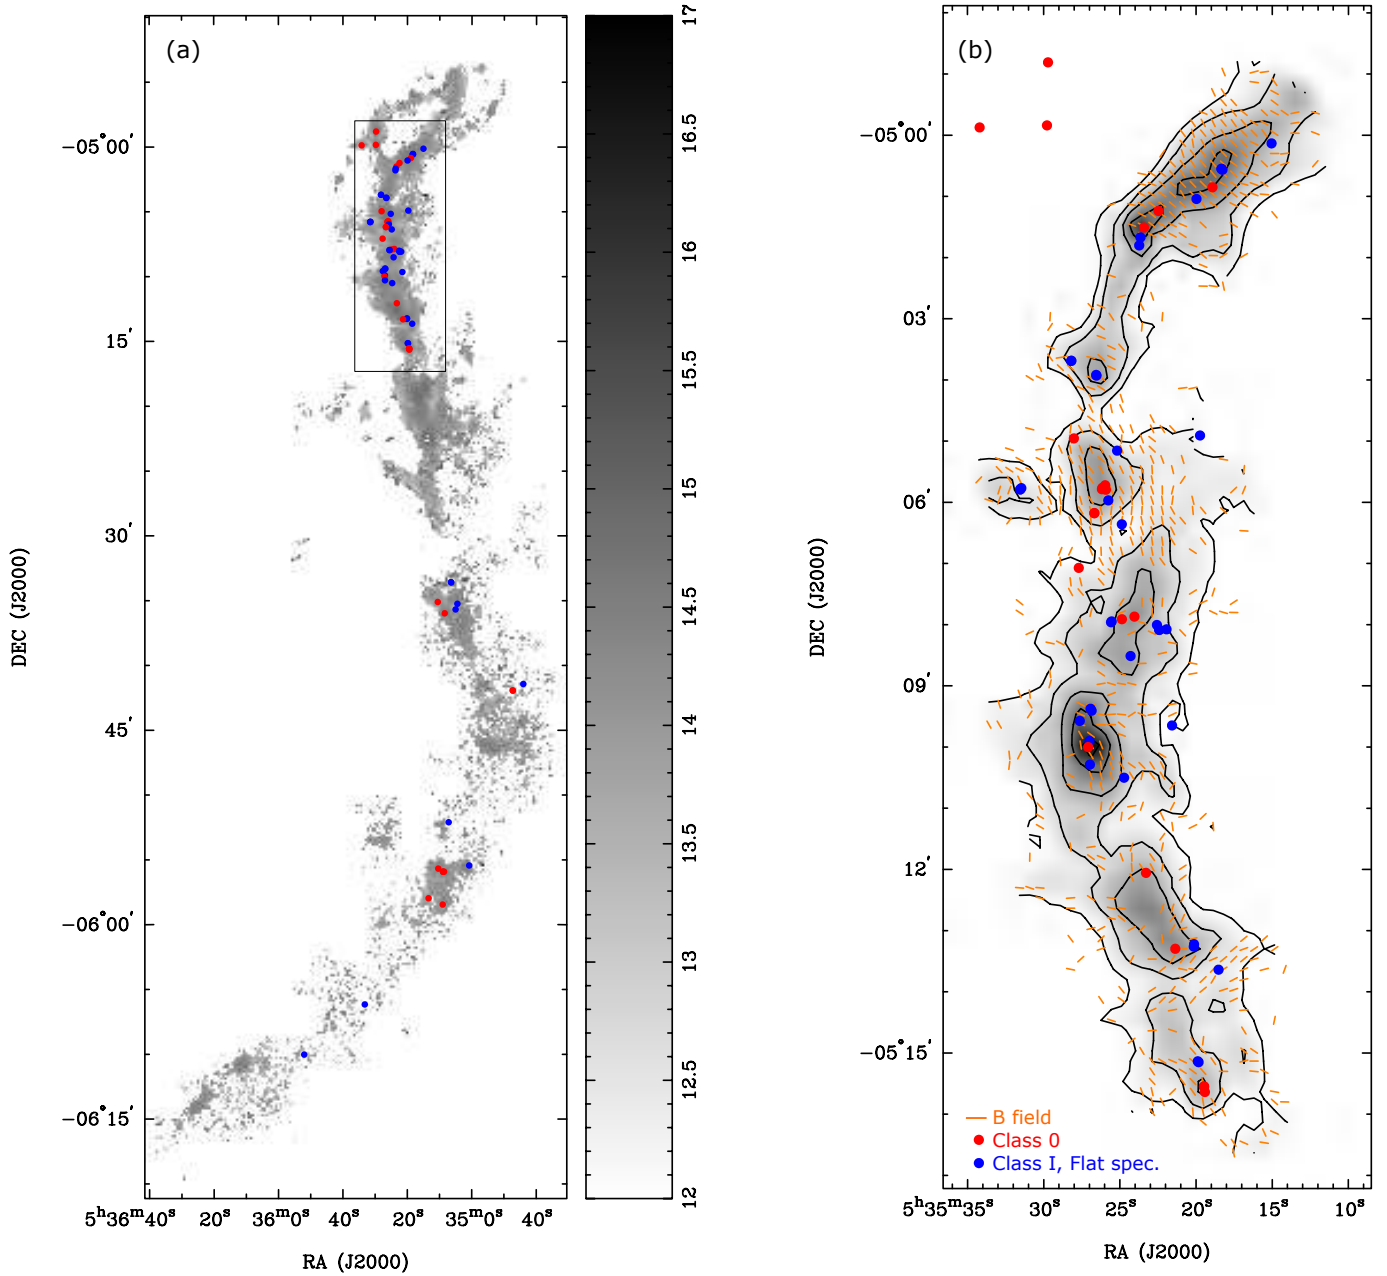 (a)
−05°00′
15′
30′
45′
−06°00′
−06°15′
DEC (J2000)
5ʰ36ᵐ40ˢ 20ˢ 36ᵐ0ˢ 40ˢ 20ˢ 35ᵐ0ˢ
RA (J2000)
17
16.5
16
15.5
15
14.5
14
13.5
13
12.5
12
(b)
−05°00′
03′
06′
09′
12′
−05°15′
DEC (J2000)
B field
Class 0
Class I, Flat spec.
5ʰ35ᵐ35ˢ 30ˢ 25ˢ 20ˢ 15ˢ 10ˢ
RA (J2000)